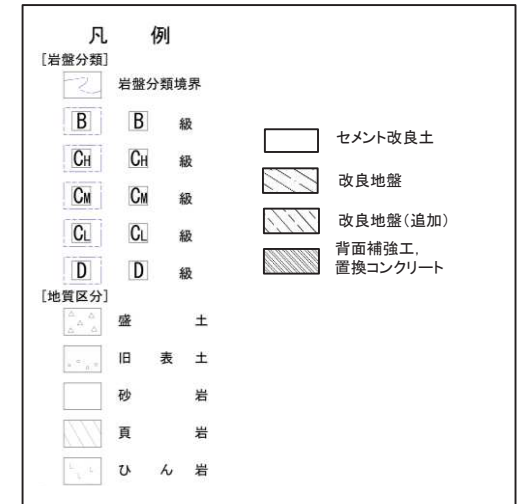 凡 例
[岩盤分類]
岩盤分類境界
B B 級
CH CH 級
CM CM 級
CL CL 級
D D 級
[地質区分]
盛 土
旧 表 土
砂 岩
頁 岩
ひ ん 岩
セメント改良土
改良地盤
改良地盤(追加)
背面補強工,
置換コンクリート